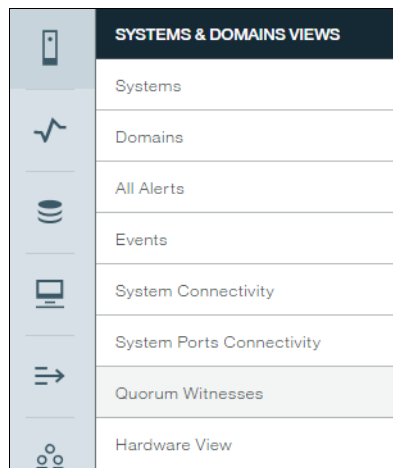 SYSTEMS & DOMAINS VIEWS
Systems
Domains
All Alerts
Events
System Connectivity
System Ports Connectivity
Quorum Witnesses
Hardware View